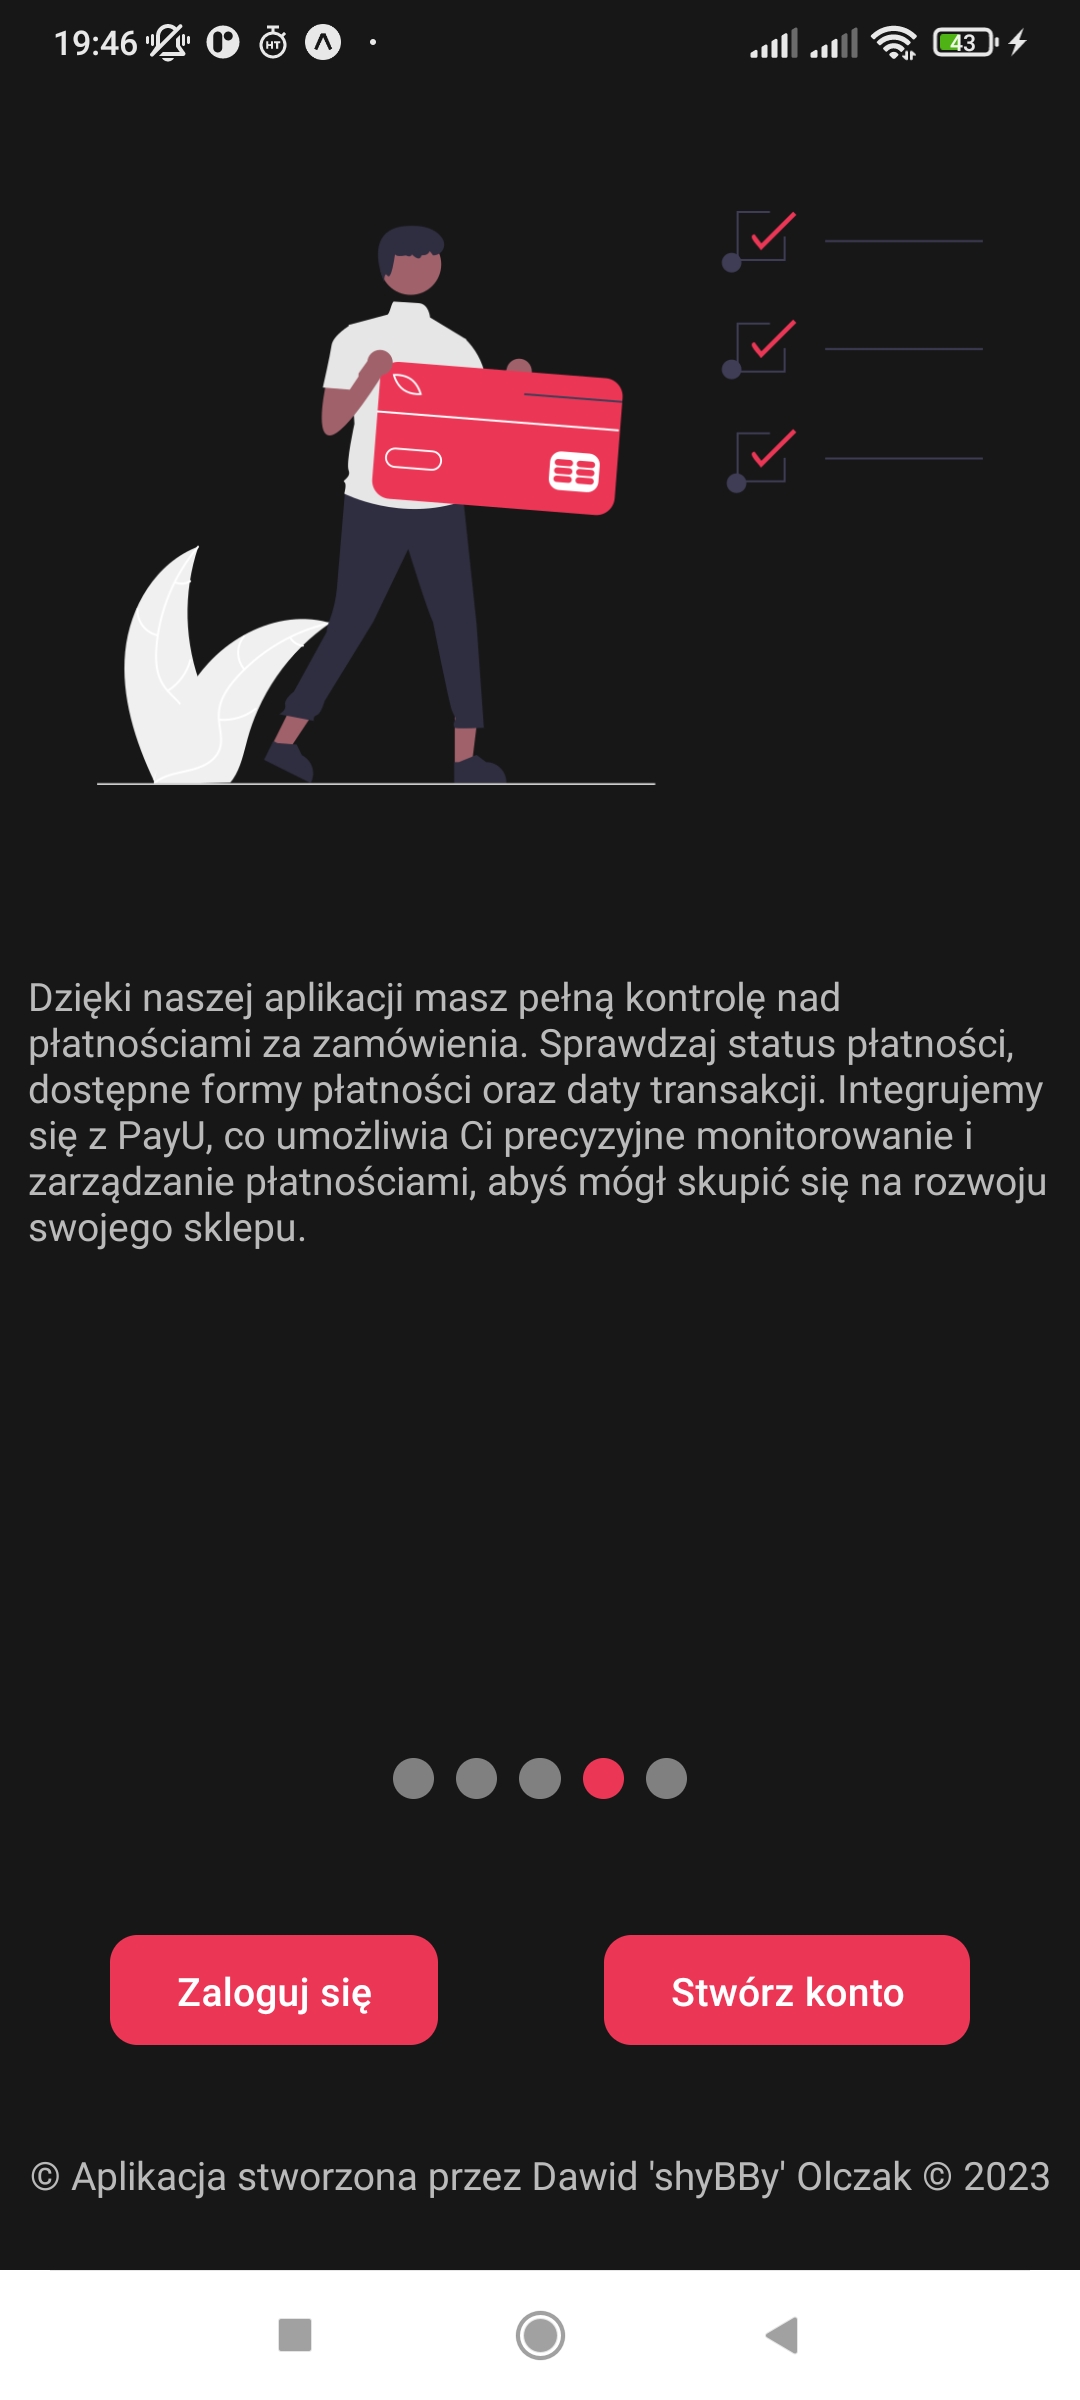 19:46
43
Dzięki naszej aplikacji masz pełną kontrolę nad
płatnościami za zamówienia. Sprawdzaj status płatności,
dostępne formy płatności oraz daty transakcji. Integrujemy
się z PayU, co umożliwia Ci precyzyjne monitorowanie i
zarządzanie płatnościami, abyś mógł skupić się na rozwoju
swojego sklepu.
Zaloguj się
Stwórz konto
© Aplikacja stworzona przez Dawid 'shyBBy' Olczak © 2023